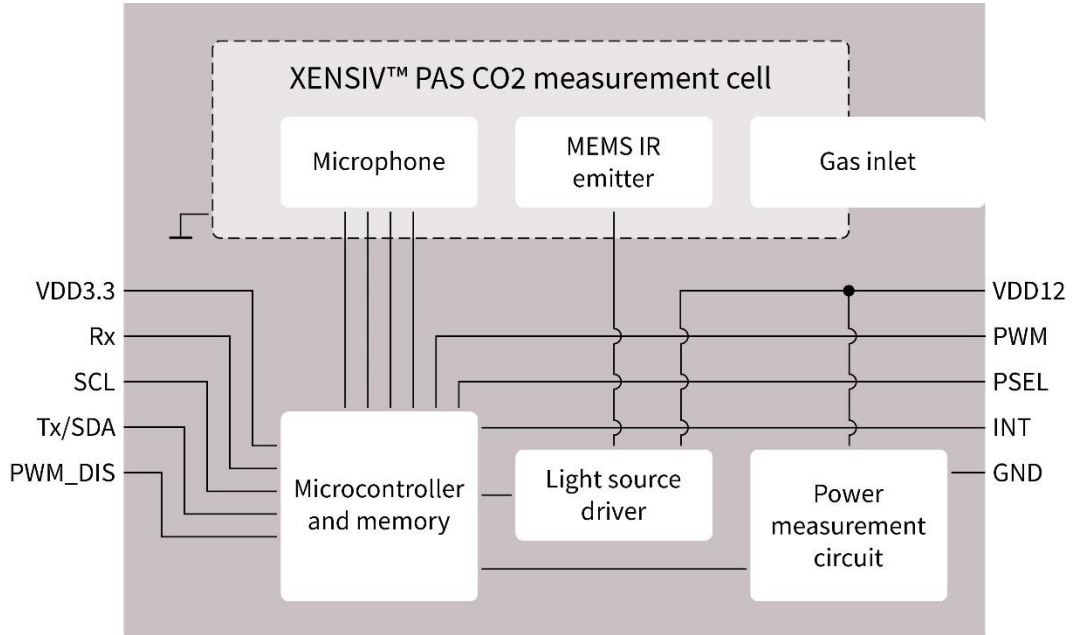 XENSIV™ PAS CO2 measurement cell
Microphone
MEMS IR
emitter
Gas inlet
VDD3.3
Rx
SCL
Tx/SDA
PWM_DIS
VDD12
PWM
PSEL
INT
GND
Microcontroller
and memory
Light source
driver
Power
measurement
circuit